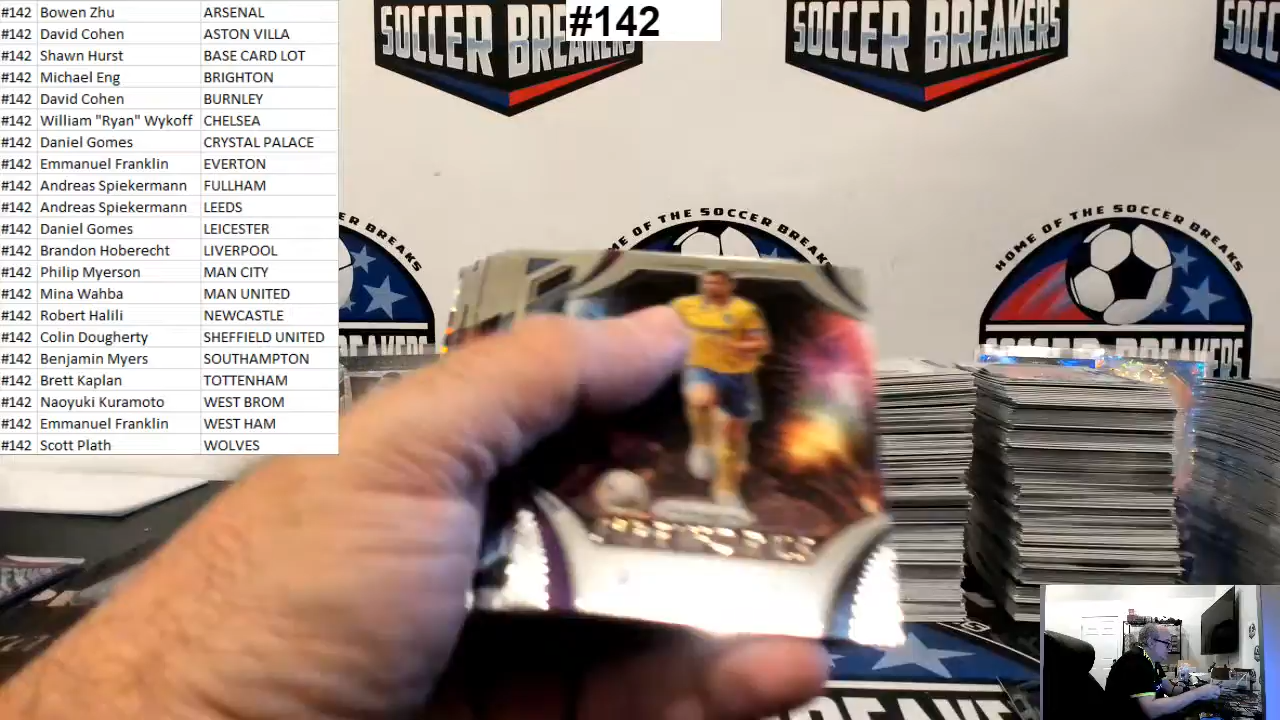 #142 Bowen Zhu ARSENAL
#142 David Cohen ASTON VILLA
#142 Shawn Hurst BASE CARD LOT
#142 Michael Eng BRIGHTON
#142 David Cohen BURNLEY
#142 William "Ryan" Wykoff CHELSEA
#142 Daniel Gomes CRYSTAL PALACE
#142 Emmanuel Franklin EVERTON
#142 Andreas Spiekermann FULLHAM
#142 Andreas Spiekermann LEEDS
#142 Daniel Gomes LEICESTER
#142 Brandon Hoberecht LIVERPOOL
#142 Philip Myerson MAN CITY
#142 Mina Wahba MAN UNITED
#142 Robert Halili NEWCASTLE
#142 Colin Dougherty SHEFFIELD UNITED
#142 Benjamin Myers SOUTHAMPTON
#142 Brett Kaplan TOTTENHAM
#142 Naoyuki Kuramoto WEST BROM
#142 Emmanuel Franklin WEST HAM
#142 Scott Plath WOLVES
#142
SOCCER BREAKERS
SOCCER BREAKERS
SOCC
ER BREAKS
OF THE SOCCER BREAKS
HOME OF THE SOCCER BREAKS
SOCCER BREAKERS